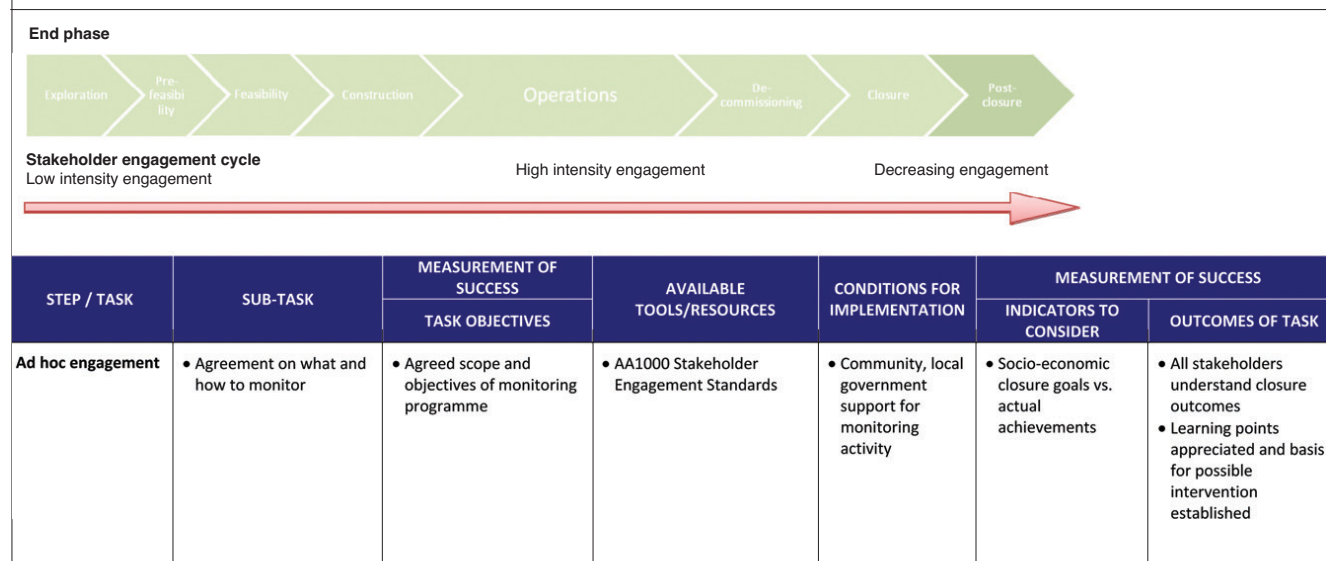 End phase
Exploration
Pre-
feasibi
lity
Feasibility
Construction
Operations
De-
commissioning
Closure
Post-
closure
Stakeholder engagement cycle
Low intensity engagement
High intensity engagement
Decreasing engagement
STEP / TASK
SUB-TASK
MEASUREMENT OF
SUCCESS
TASK OBJECTIVES
AVAILABLE
TOOLS/RESOURCES
CONDITIONS FOR
IMPLEMENTATION
MEASUREMENT OF SUCCESS
INDICATORS TO
CONSIDER
OUTCOMES OF TASK
Ad hoc engagement
• Agreement on what and
how to monitor
• Agreed scope and
objectives of monitoring
programme
• AA1000 Stakeholder
Engagement Standards
• Community, local
government
support for
monitoring
activity
• Socio-economic
closure goals vs.
actual
achievements
• All stakeholders
understand closure
outcomes
• Learning points
appreciated and basis
for possible
intervention
established